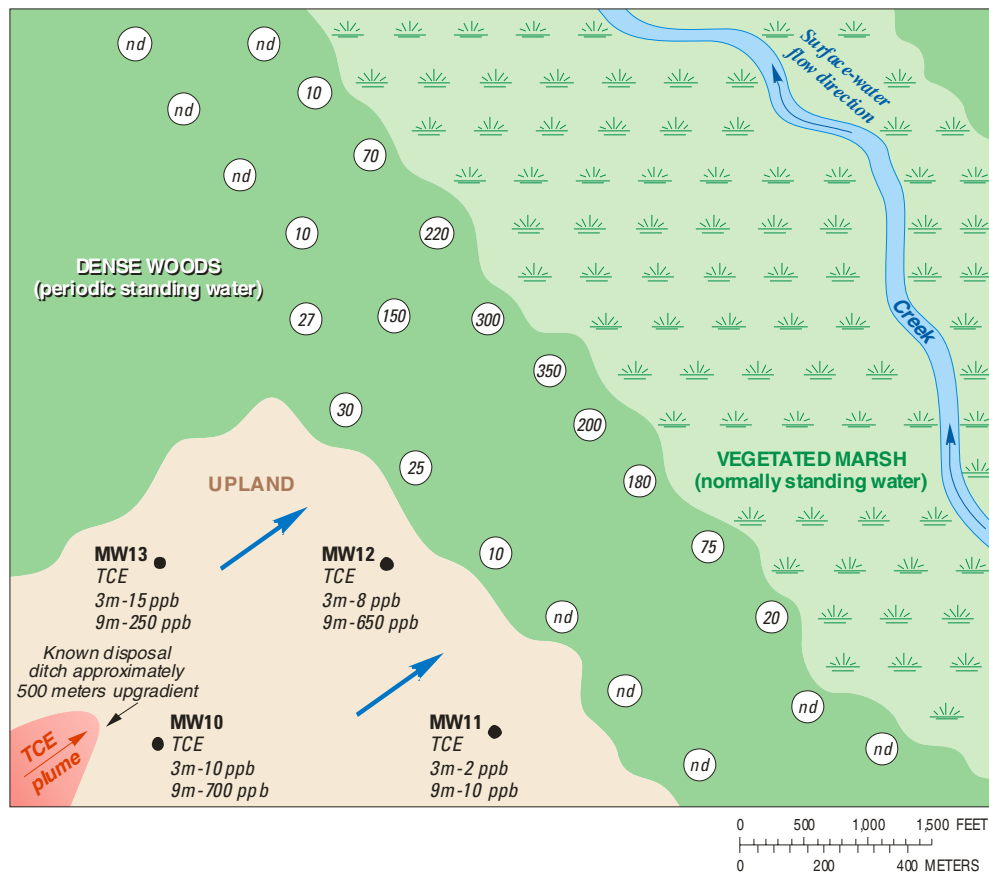 nd
nd
10
nd
70
nd
10
220
27
150
300
350
30
200
25
180
10
75
nd
20
nd
nd
nd
nd
Surface-water
flow direction
DENSE WOODS
(periodic standing water)
Creek
VEGETATED MARSH
(normally standing water)
UPLAND
MW13
TCE
3m-15 ppb
9m-250 ppb
MW12
TCE
3m-8 ppb
9m-650 ppb
Known disposal
ditch approximately
500 meters upgradient
TCE
plume
MW10
TCE
3m-10 ppb
9m-700 ppb
MW11
TCE
3m-2 ppb
9m-10 ppb
0 500 1,000 1,500 FEET
0 200 400 METERS